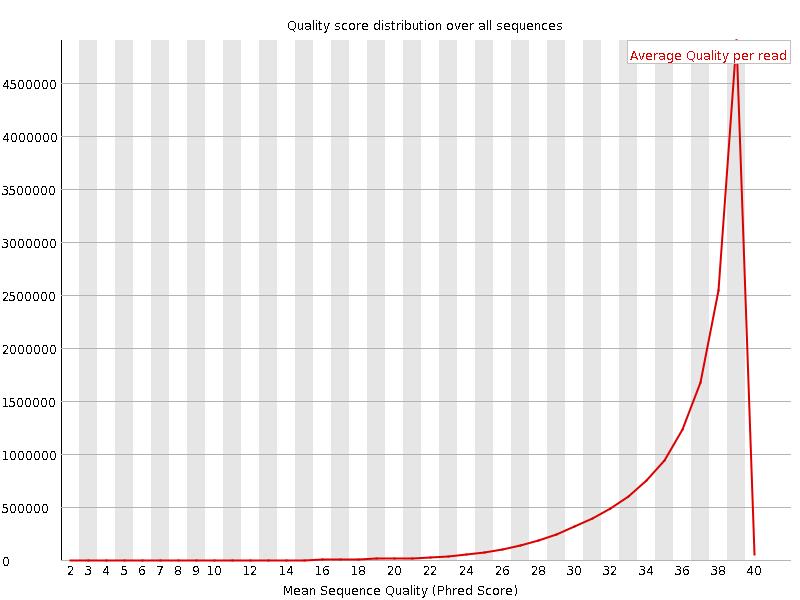 Quality score distribution over all sequences
Average Quality per read
4500000
4000000
3500000
3000000
2500000
2000000
1500000
1000000
500000
0
2 3 4 5 6 7 8 9 10 12 14 16 18 20 22 24 26 28 30 32 34 36 38 40
Mean Sequence Quality (Phred Score)